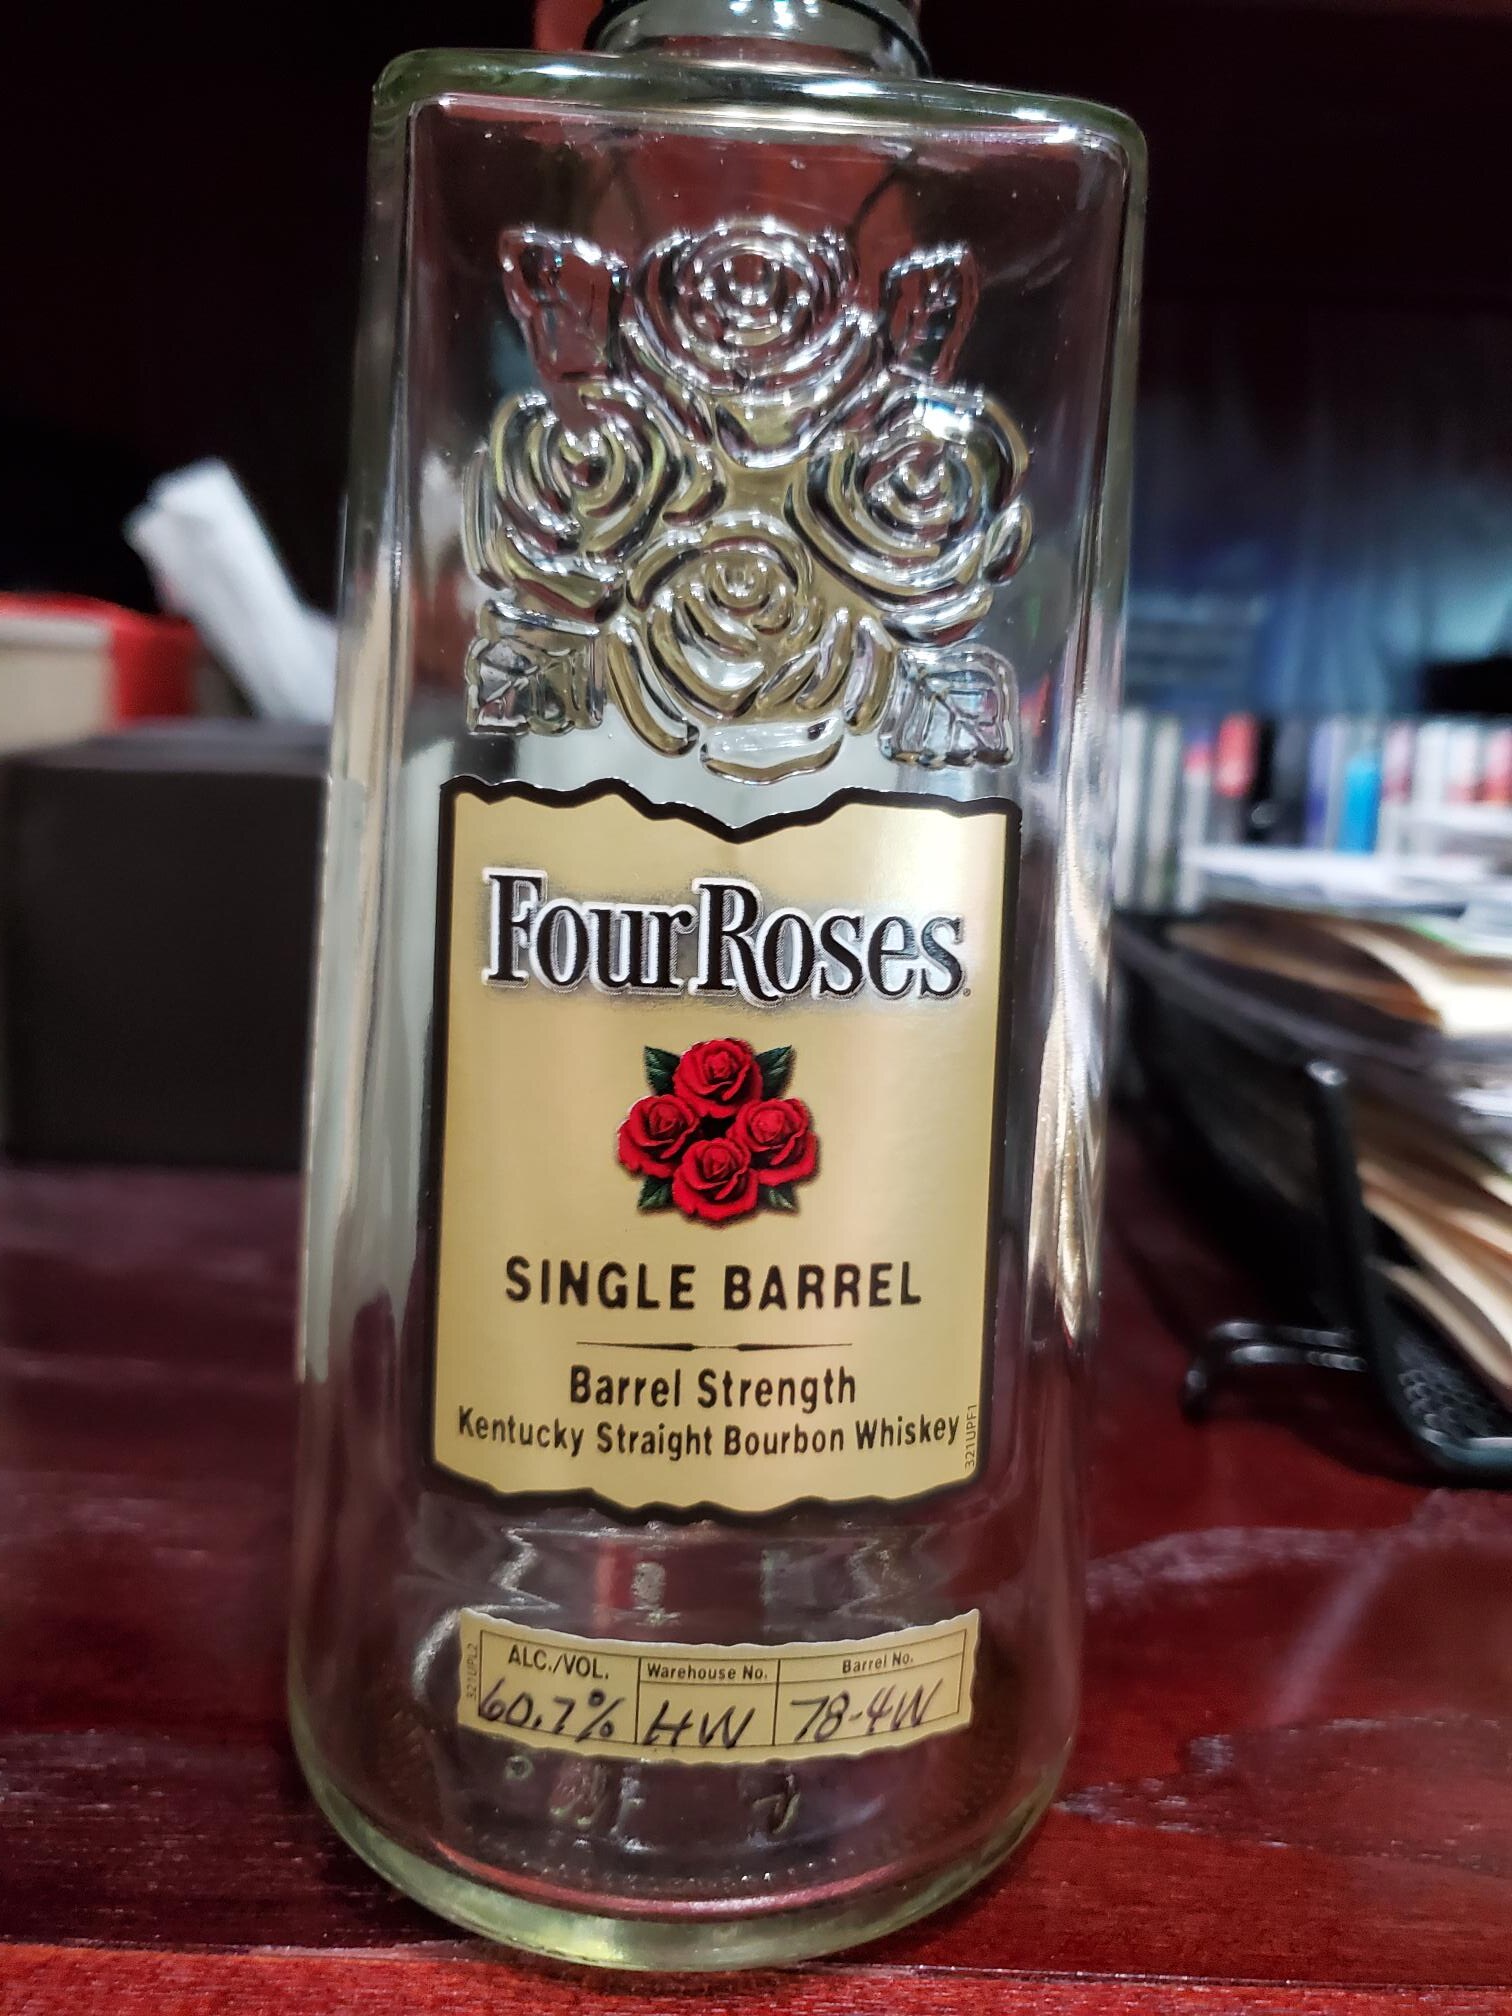 Four Roses
SINGLE BARREL
Barrel Strength
Kentucky Straight Bourbon Whiskey
321UPF1
321UPL2
ALC./VOL. Warehouse No. Barrel No.
60.7% HW 78-4W